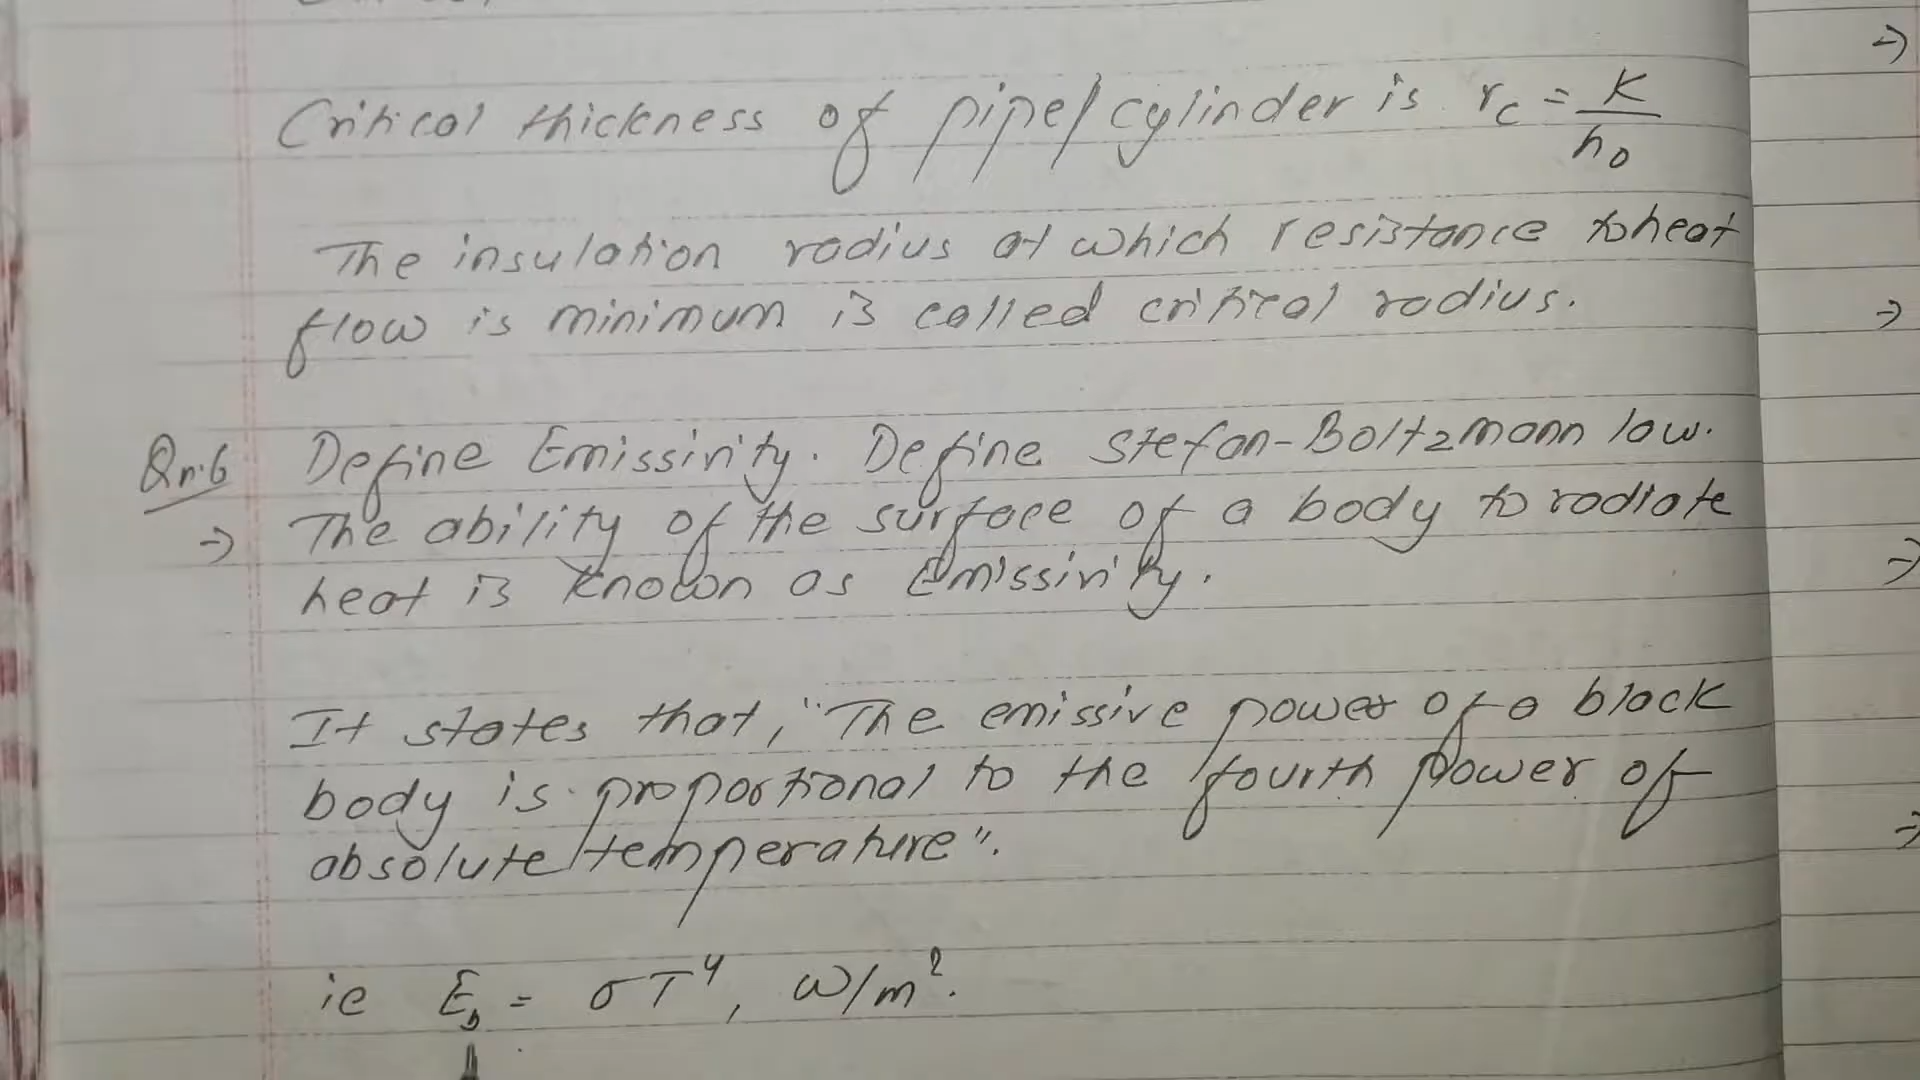 Critical thickness of pipe/cylinder is rc = K/ho
The insulation radius at which resistance to heat
flow is minimum is called critical radius.
Qn.6 Define Emissivity. Define Stefan-Boltzmann law.
→ The ability of the surface of a body to radiate
heat is known as Emissivity.
It states that, "The emissive power of a black
body is proportional to the fourth power of
absolute temperature".
ie Eb = σT⁴, W/m².